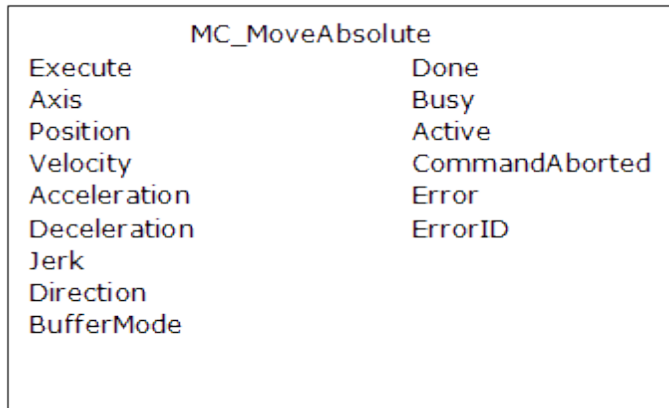 MC_MoveAbsolute
Execute Done
Axis Busy
Position Active
Velocity CommandAborted
Acceleration Error
Deceleration ErrorID
Jerk
Direction
BufferMode